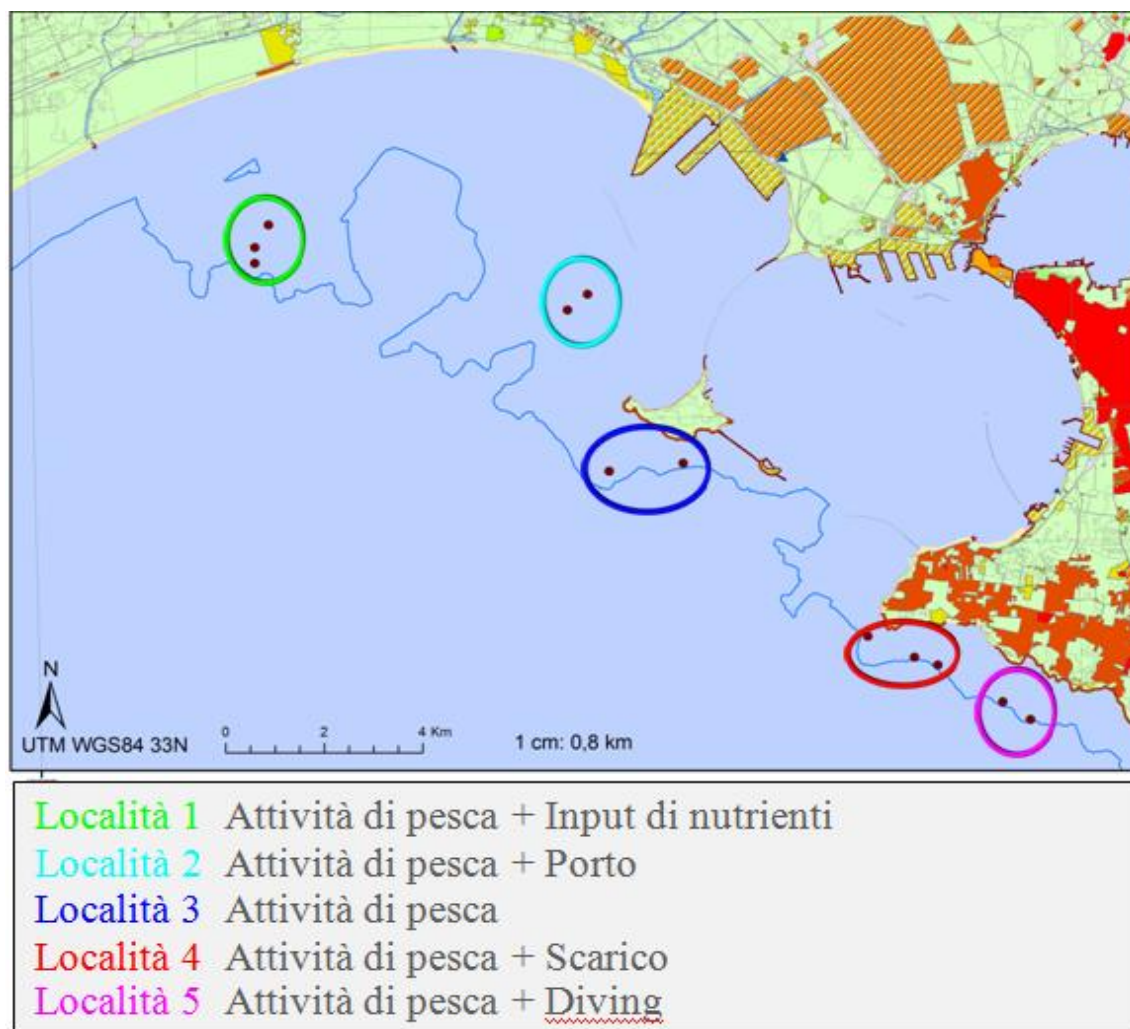 N
UTM WGS84 33N
0 2 4 Km
1 cm: 0,8 km
Località 1 Attività di pesca + Input di nutrienti
Località 2 Attività di pesca + Porto
Località 3 Attività di pesca
Località 4 Attività di pesca + Scarico
Località 5 Attività di pesca + Diving